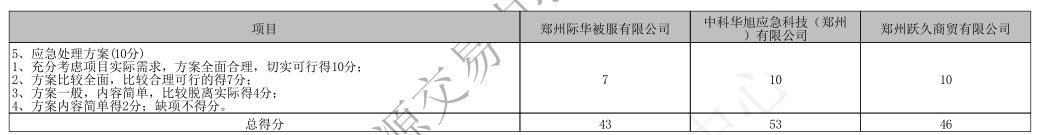 项目 郑州际华被服有限公司 中科华旭应急科技（郑州）有限公司 郑州跃久商贸有限公司
5、应急处理方案(10分)
1、充分考虑项目实际需求，方案全面合理，切实可行得10分；
2、方案比较全面，比较合理可行的得7分； 7 10 10
3、方案一般，内容简单，比较脱离实际得4分；
4、方案内容简单得2分；缺项不得分。
总得分 43 53 46
源交易
中心